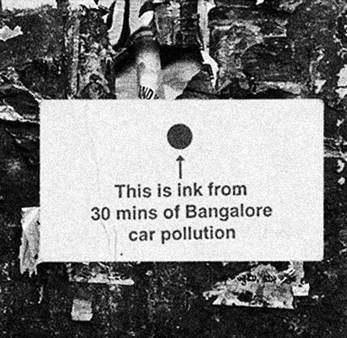 This is ink from
30 mins of Bangalore
car pollution